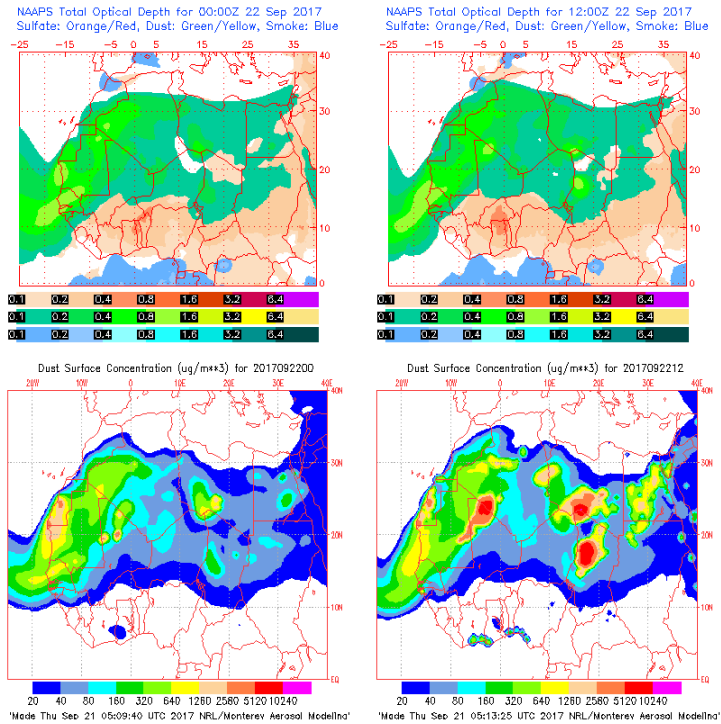 NAAPS Total Optical Depth for 00:00Z 22 Sep 2017
Sulfate: Orange/Red, Dust: Green/Yellow, Smoke: Blue
-25 -15 -5 0 5 15 25 35
40
30
20
10
0
0.1 0.2 0.4 0.8 1.6 3.2 6.4
0.1 0.2 0.4 0.8 1.6 3.2 6.4
0.1 0.2 0.4 0.8 1.6 3.2 6.4
NAAPS Total Optical Depth for 12:00Z 22 Sep 2017
Sulfate: Orange/Red, Dust: Green/Yellow, Smoke: Blue
-25 -15 -5 0 5 15 25 35
40
30
20
10
0
0.1 0.2 0.4 0.8 1.6 3.2 6.4
0.1 0.2 0.4 0.8 1.6 3.2 6.4
0.1 0.2 0.4 0.8 1.6 3.2 6.4
Dust Surface Concentration (ug/m**3) for 2017092200
20W 10W 0 10E 20E 30E 40E
40N
30N
20N
10N
EQ
20 40 80 160 320 640 1280 2580 5120 10240
'Made Thu Sep 21 05:09:40 UTC 2017 NRL/Monterey Aerosol Modeling'
Dust Surface Concentration (ug/m**3) for 2017092212
20W 10W 0 10E 20E 30E 40E
40N
30N
20N
10N
EQ
20 40 80 160 320 640 1280 2580 5120 10240
'Made Thu Sep 21 05:13:25 UTC 2017 NRL/Monterey Aerosol Modeling'